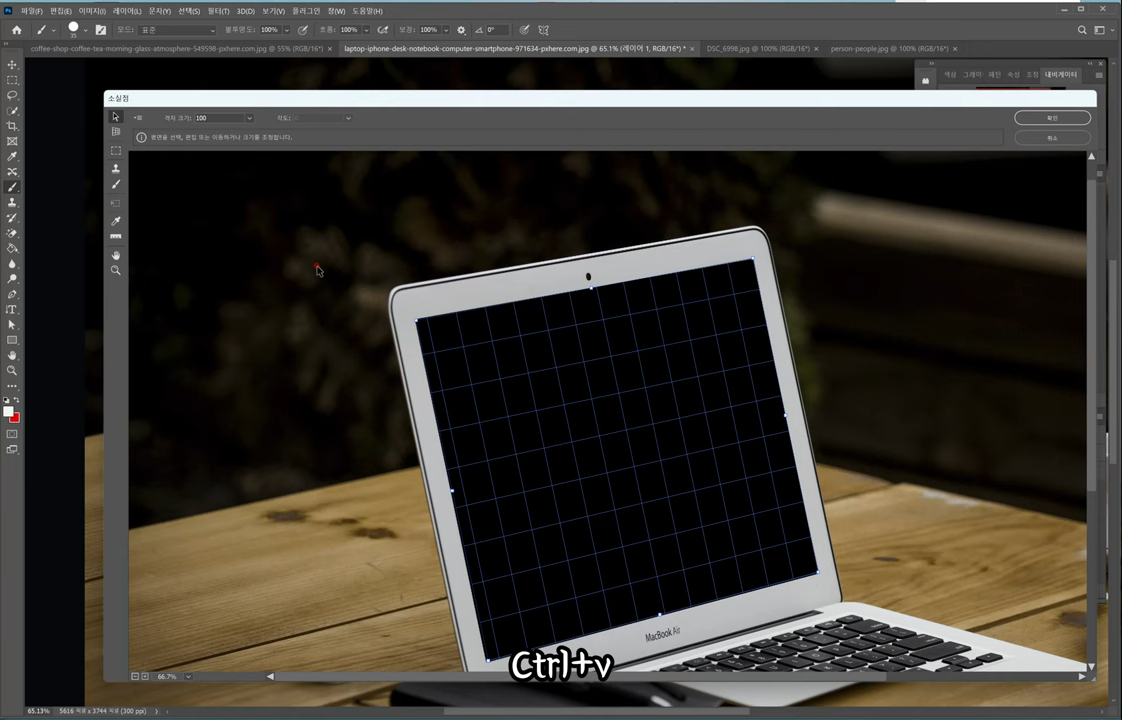 Ps 파일(F) 편집(E) 이미지(I) 레이어(L) 문자(Y) 선택(S) 필터(T) 3D(D) 보기(V) 플러그인 창(W) 도움말(H)
35 모드: 표준 불투명도: 100% 흐름: 100% 보정: 100% 0°
coffee-shop-coffee-tea-morning-glass-atmosphere-549598-pxhere.com.jpg @ 55% (RGB/16*) × laptop-iphone-desk-notebook-computer-smartphone-971634-pxhere.com.jpg @ 65.1% (레이어 1, RGB/16*) * × DSC_6998.jpg @ 100% (RGB/16*) × person-people.jpg @ 100% (RGB/16*) ×
색상 그레이 패턴 속성 조정 내비게이터
소실점
격자 크기: 100 각도: 확인
평면을 선택, 편집 또는 이동하거나 크기를 조정합니다. 취소
MacBook Air
Ctrl+v
66.7%
65.13% 5616 픽셀 x 3744 픽셀 (300 ppi)